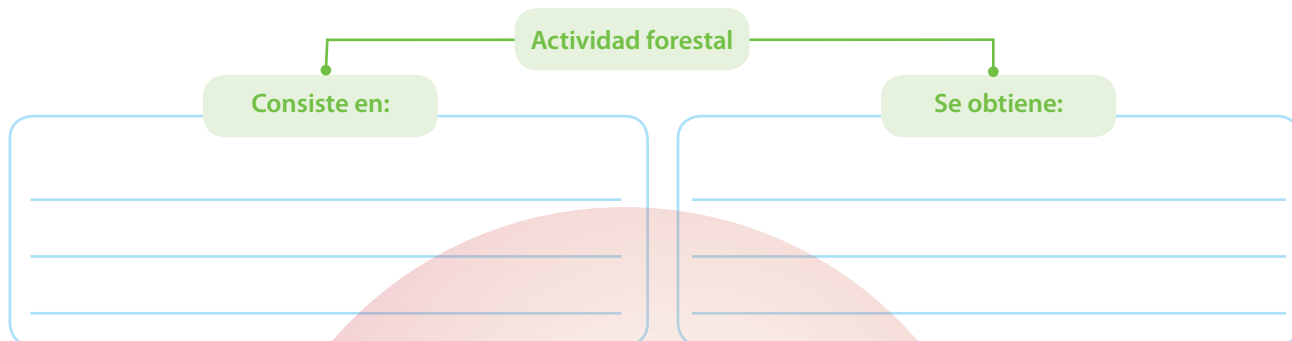 Actividad forestal
Consiste en:
Se obtiene: